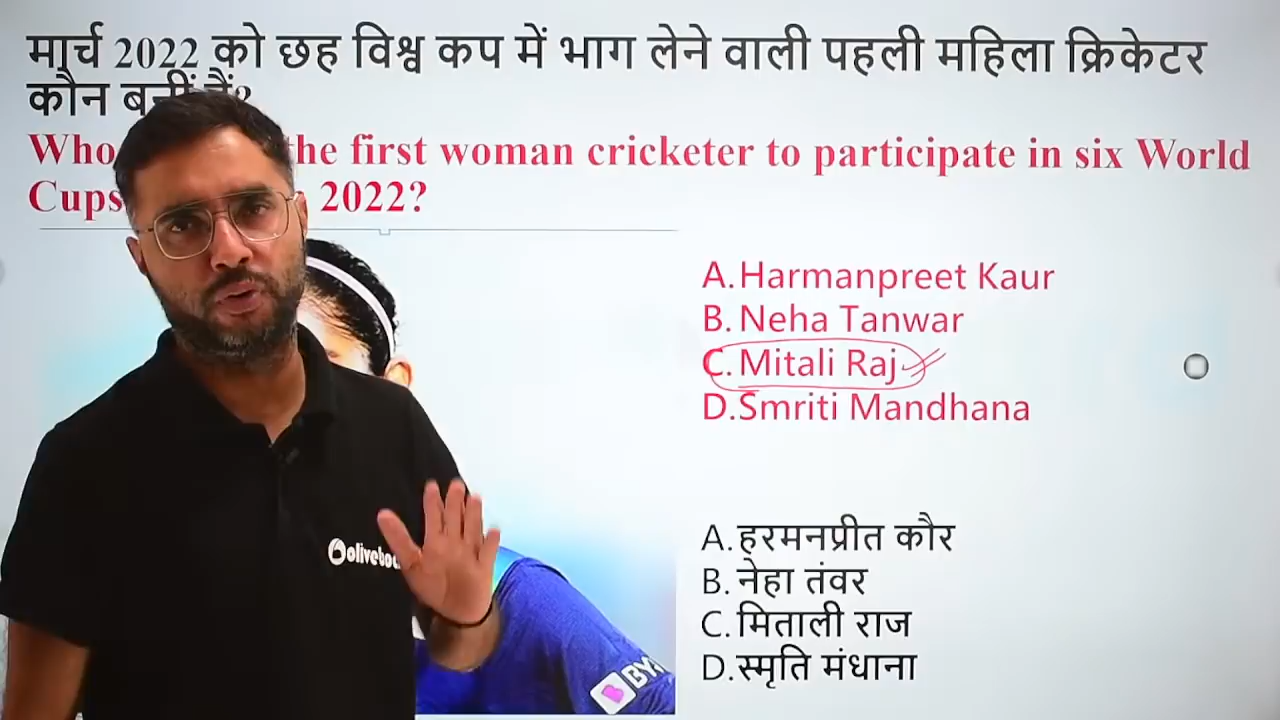 मार्च 2022 को छह विश्व कप में भाग लेने वाली पहली महिला क्रिकेटर
कौन
Who the first woman cricketer to participate in six World
Cups 2022?
A. Harmanpreet Kaur
B. Neha Tanwar
C. Mitali Raj
D. Smriti Mandhana
A. हरमनप्रीत कौर
B. नेहा तंवर
C. मिताली राज
D. स्मृति मंधाना